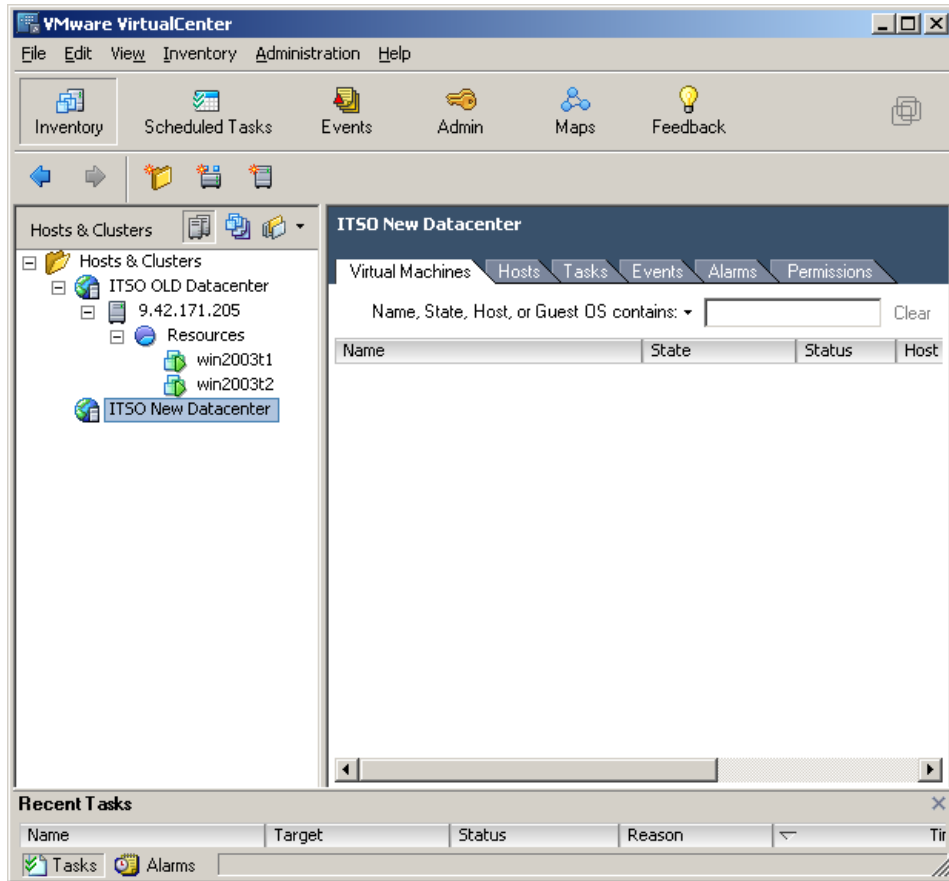 VMware VirtualCenter
File Edit View Inventory Administration Help
Inventory Scheduled Tasks Events Admin Maps Feedback
Hosts & Clusters
Hosts & Clusters
ITSO OLD Datacenter
9.42.171.205
Resources
win2003t1
win2003t2
ITSO New Datacenter
ITSO New Datacenter
Virtual Machines Hosts Tasks Events Alarms Permissions
Name, State, Host, or Guest OS contains: Clear
Name State Status Host
Recent Tasks
Name Target Status Reason Tir
Tasks Alarms